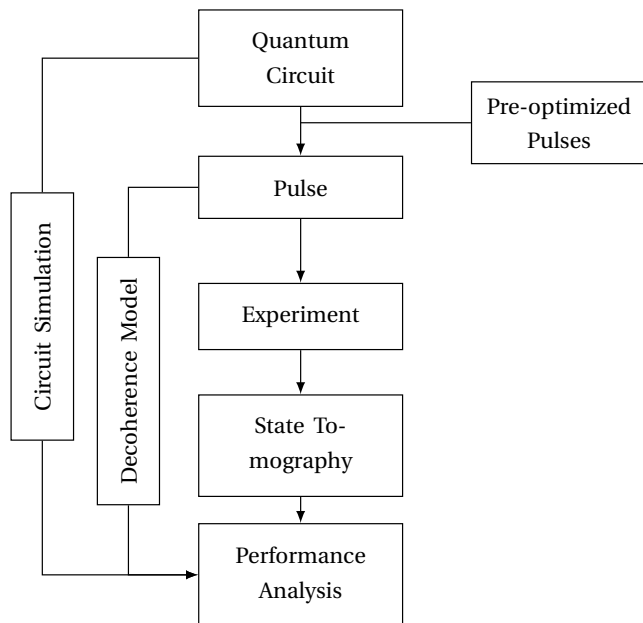 Quantum
Circuit
Pre-optimized
Pulses
Pulse
Circuit Simulation
Decoherence Model
Experiment
State To-
mography
Performance
Analysis